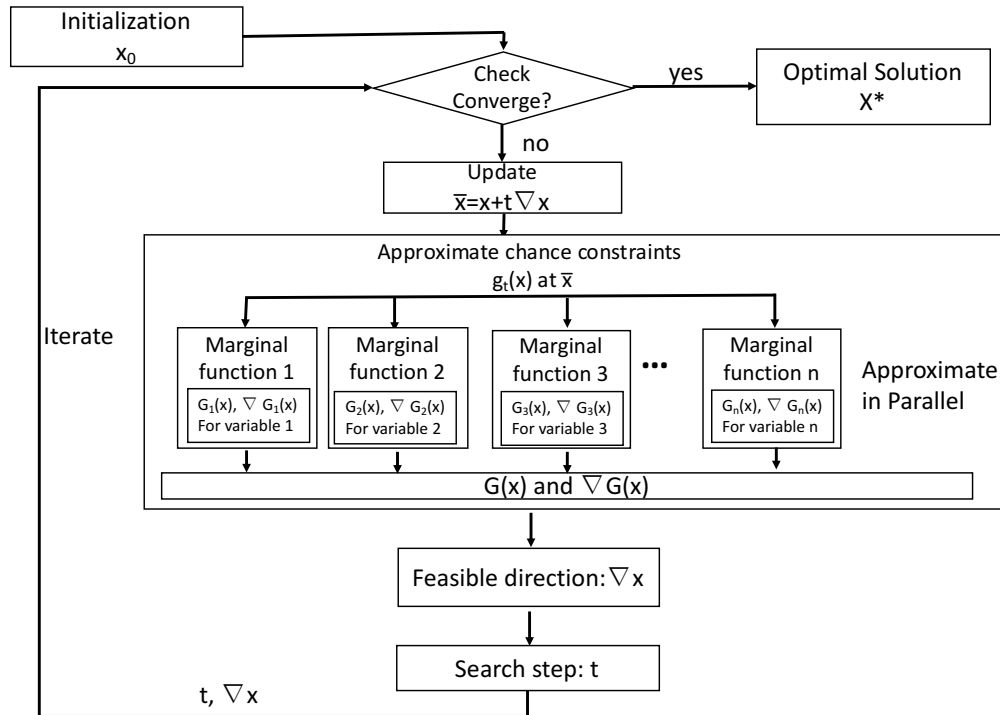 Initialization
x₀
Check
Converge?
yes
Optimal Solution
X*
no
Update
x̅=x+t ∇ x
Approximate chance constraints
gₜ(x) at x̅
Iterate
Marginal
function 1
G₁(x), ∇ G₁(x)
For variable 1
Marginal
function 2
G₂(x), ∇ G₂(x)
For variable 2
Marginal
function 3
G₃(x), ∇ G₃(x)
For variable 3
...
Marginal
function n
Gₙ(x), ∇ Gₙ(x)
For variable n
Approximate
in Parallel
G(x) and ∇ G(x)
Feasible direction: ∇ x
Search step: t
t, ∇ x